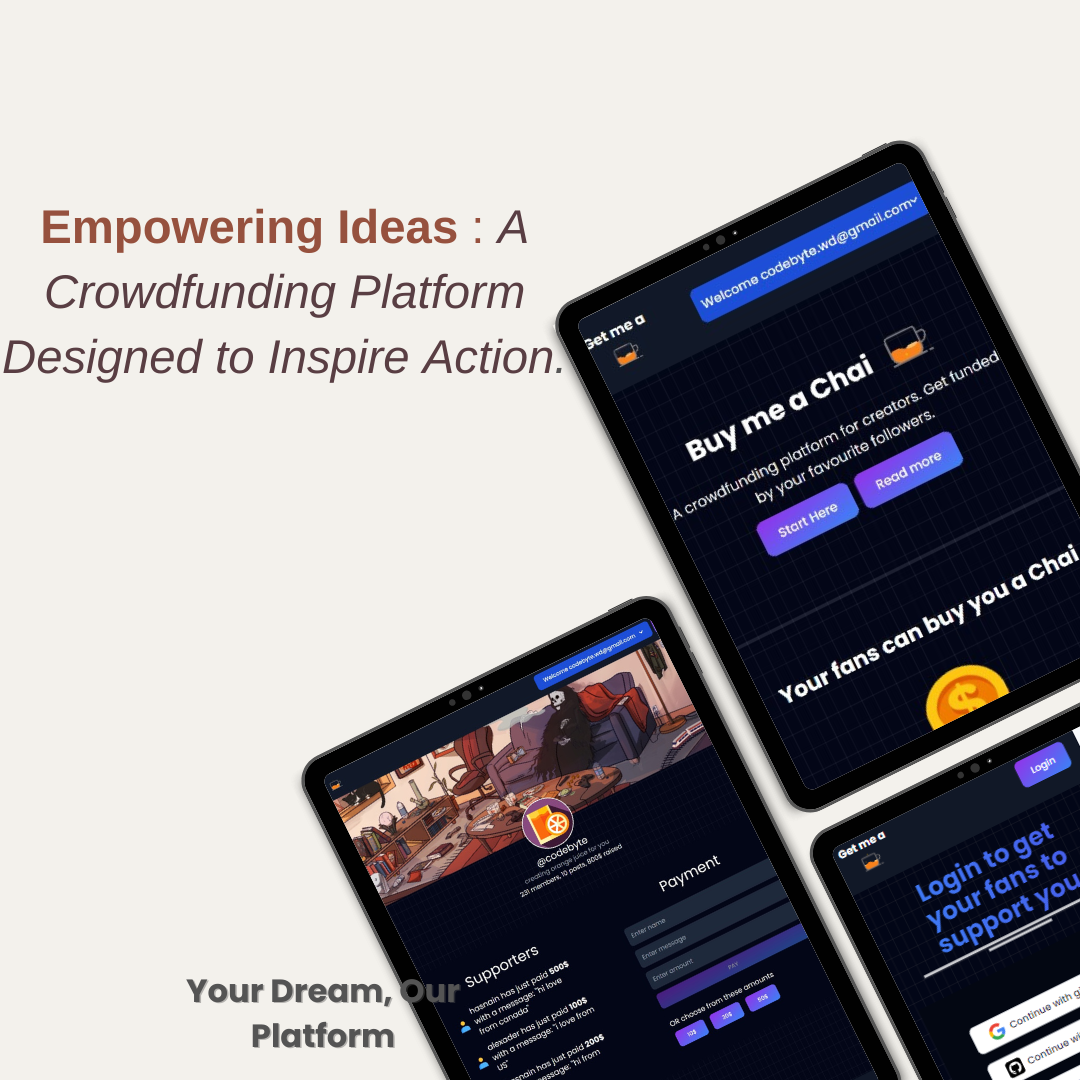 Empowering Ideas : A
Crowdfunding Platform
Designed to Inspire Action.
Get me a
Welcome codebyte.wd@gmail.com
Buy me a Chai
A crowdfunding platform for creators. Get funded
by your favourite followers.
Start Here
Read more
Your fans can buy you a Chai
Welcome codebyte.wd@gmail.com
@codebyte
creating orange juice for you
231 members, 10 posts, 800$ raised
Supporters
hasnain has just paid 500$
with a message: "hi love
from canada"
alexader has just paid 100$
with a message: "i love from
US"
hasnain has just paid 200$
with a message: "hi from
Payment
Enter name
Enter message
Enter amount
PAY
OR choose from these amounts
10$
20$
50$
Get me a
Login
Login to get
your fans to
support you
Continue with g
Continue wi
Your Dream, Our
Platform